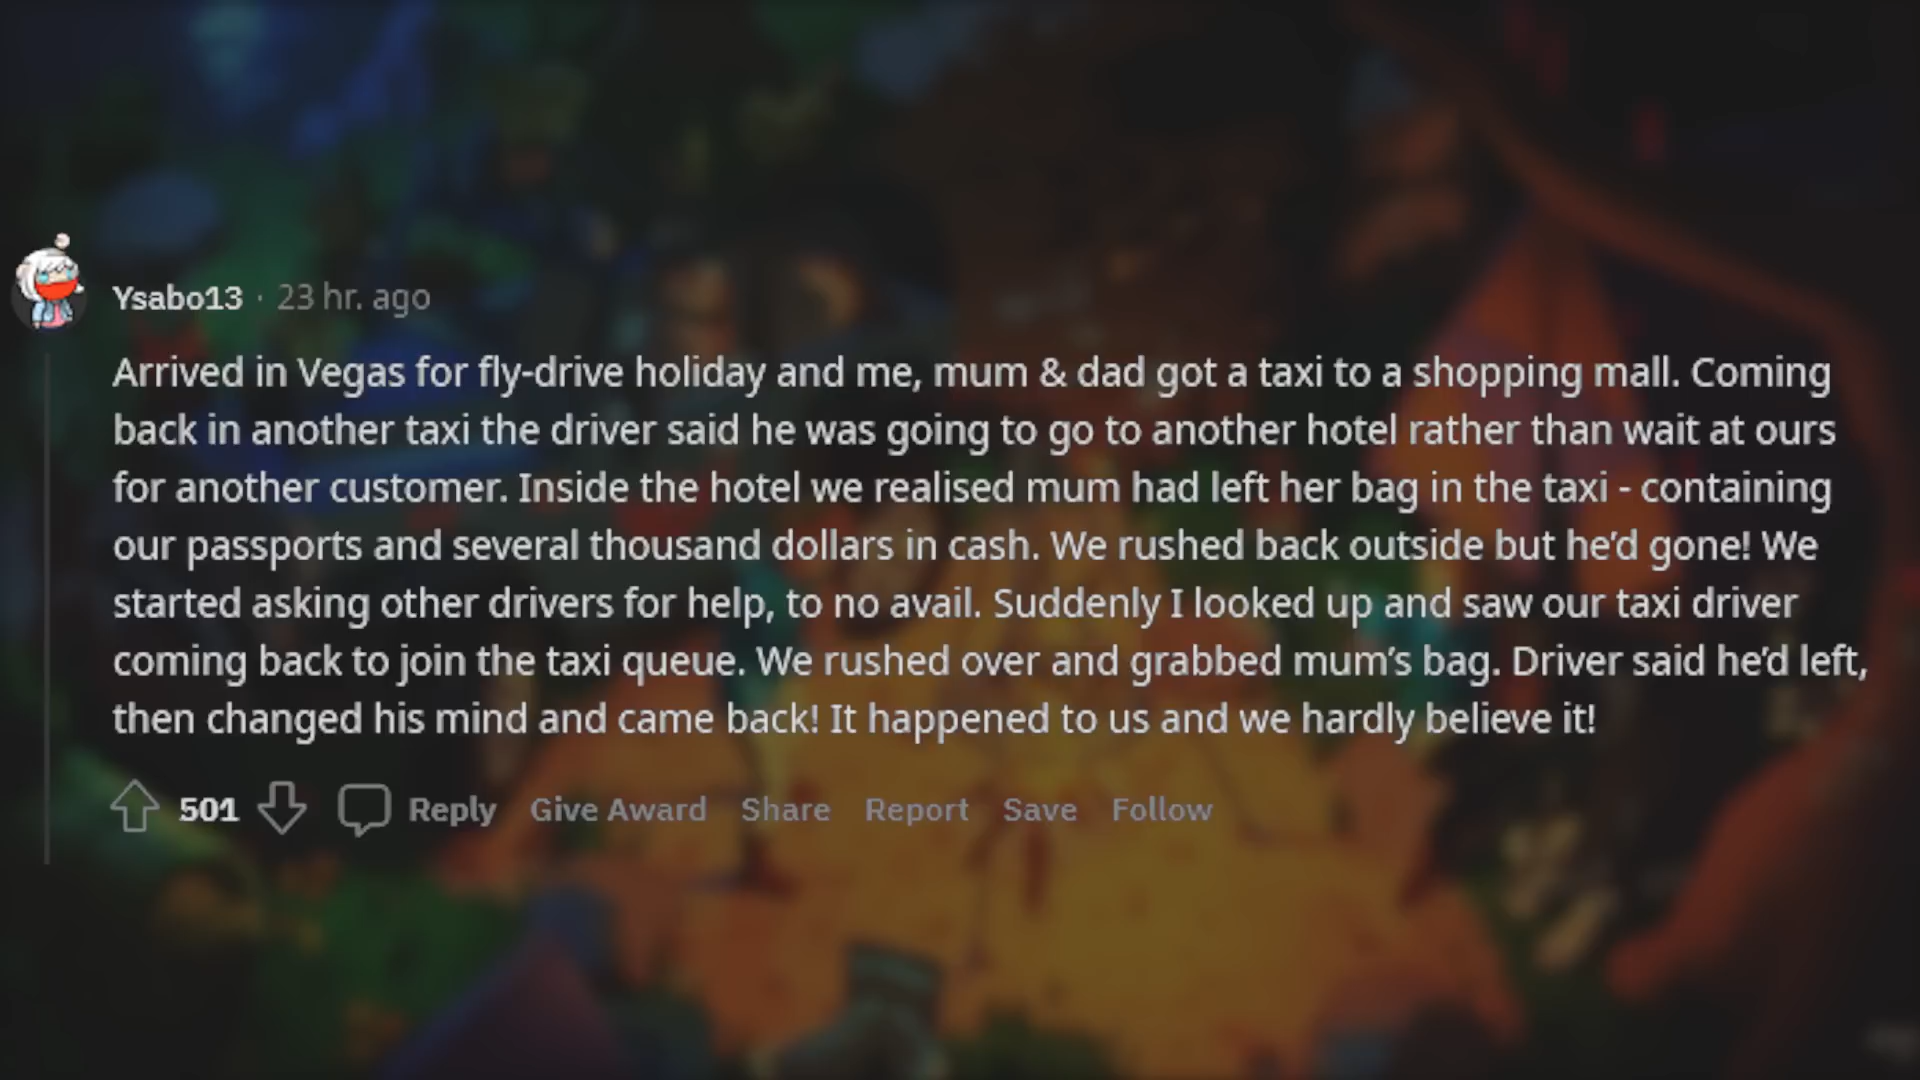 Ysabo13 · 23 hr. ago
Arrived in Vegas for fly-drive holiday and me, mum & dad got a taxi to a shopping mall. Coming
back in another taxi the driver said he was going to go to another hotel rather than wait at ours
for another customer. Inside the hotel we realised mum had left her bag in the taxi - containing
our passports and several thousand dollars in cash. We rushed back outside but he’d gone! We
started asking other drivers for help, to no avail. Suddenly I looked up and saw our taxi driver
coming back to join the taxi queue. We rushed over and grabbed mum’s bag. Driver said he’d left,
then changed his mind and came back! It happened to us and we hardly believe it!
501 Reply Give Award Share Report Save Follow